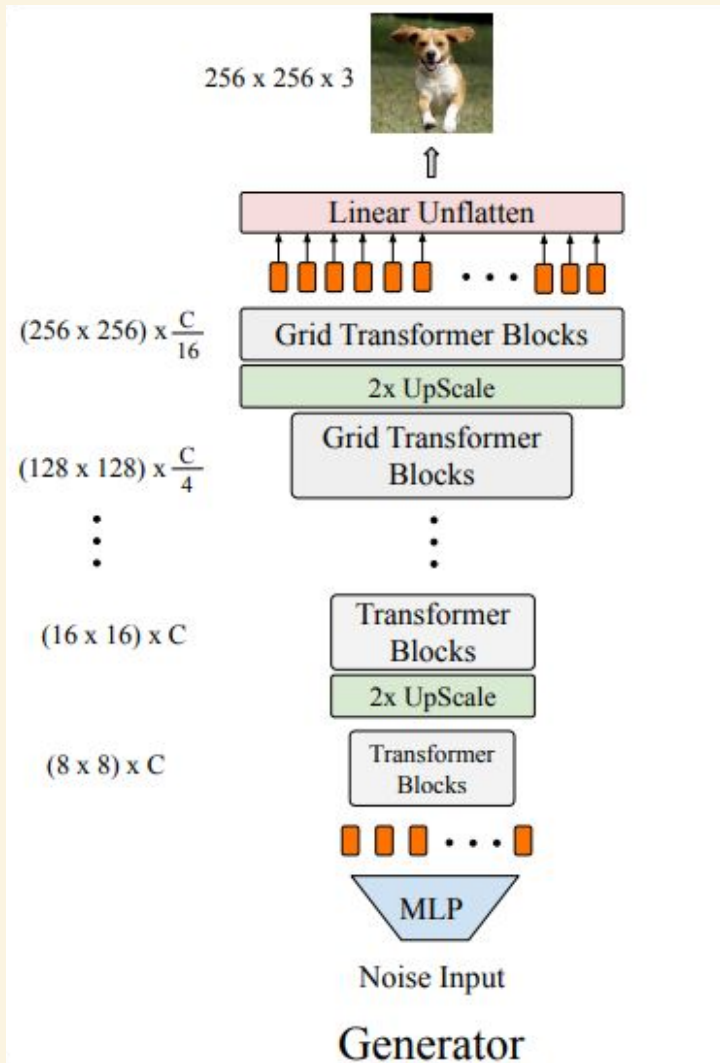 256 x 256 x 3
Linear Unflatten
(256 x 256) x C/16
Grid Transformer Blocks
2x UpScale
(128 x 128) x C/4
Grid Transformer
Blocks
(16 x 16) x C
Transformer
Blocks
2x UpScale
(8 x 8) x C
Transformer
Blocks
MLP
Noise Input
Generator